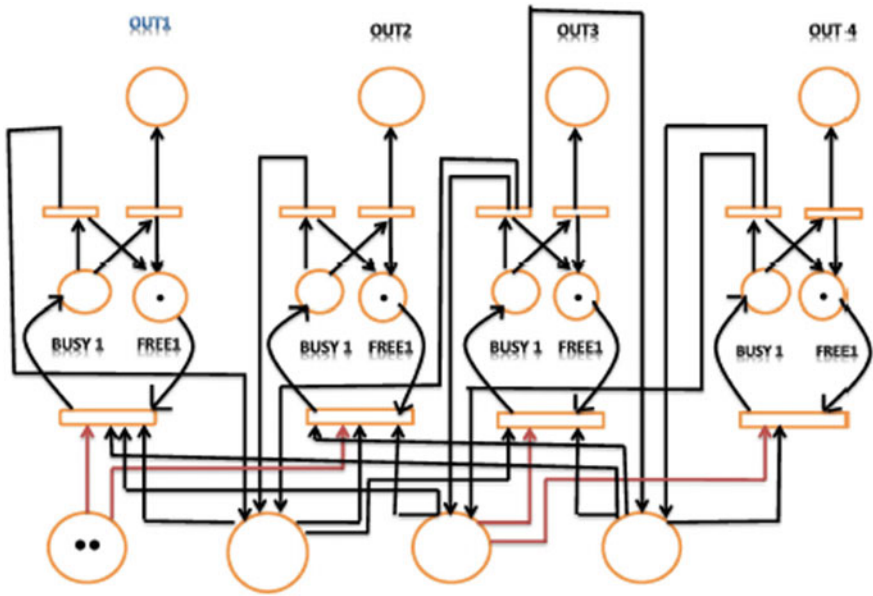 OUT1
OUT2
OUT3
OUT 4
BUSY 1
FREE1
BUSY 1
FREE1
BUSY 1
FREE1
BUSY 1
FREE1